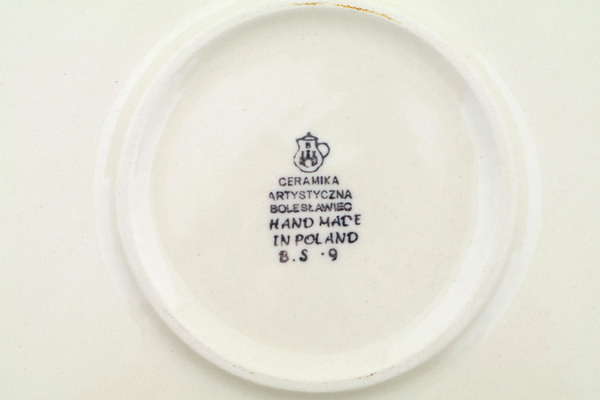 CERAMIKA
ARTYSTYCZNA
BOLESŁAWIEC
HAND MADE
IN POLAND
B.S · 9